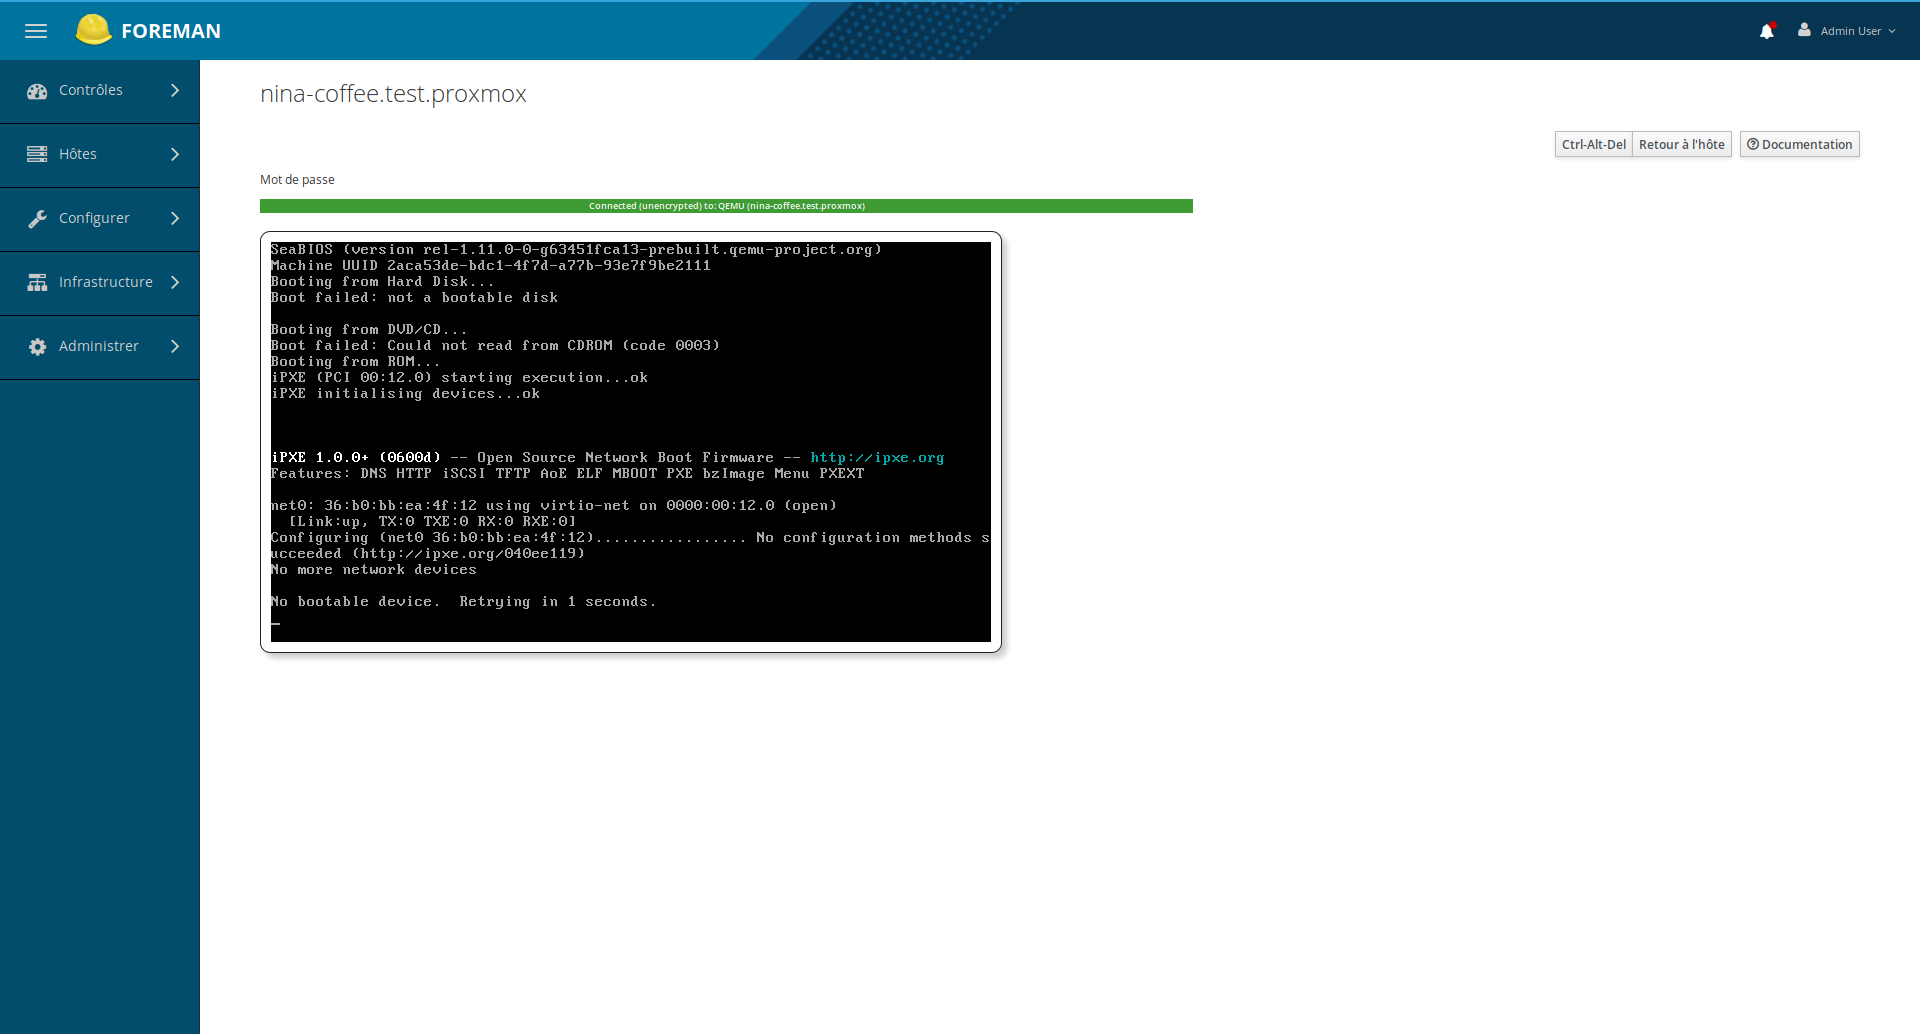 FOREMAN
Admin User
Contrôles
Hôtes
Configurer
Infrastructure
Administrer
nina-coffee.test.proxmox
Ctrl-Alt-Del
Retour à l'hôte
Documentation
Mot de passe
Connected (unencrypted) to: QEMU (nina-coffee.test.proxmox)
SeaBIOS (version rel-1.11.0-0-g63451fca13-prebuilt.qemu-project.org)
Machine UUID 2aca53de-bdc1-4f7d-a77b-93e7f9be2111
Booting from Hard Disk...
Boot failed: not a bootable disk
Booting from DVD/CD...
Boot failed: Could not read from CDROM (code 0003)
Booting from ROM...
iPXE (PCI 00:12.0) starting execution...ok
iPXE initialising devices...ok
iPXE 1.0.0+ (0600d) -- Open Source Network Boot Firmware -- http://ipxe.org
Features: DNS HTTP iSCSI TFTP AoE ELF MBOOT PXE bzImage Menu PXEXT
net0: 36:b0:bb:ea:4f:12 using virtio-net on 0000:00:12.0 (open)
[Link:up, TX:0 TXE:0 RX:0 RXE:0]
Configuring (net0 36:b0:bb:ea:4f:12)................. No configuration methods s
ucceeded (http://ipxe.org/040ee119)
No more network devices
No bootable device.  Retrying in 1 seconds.
_